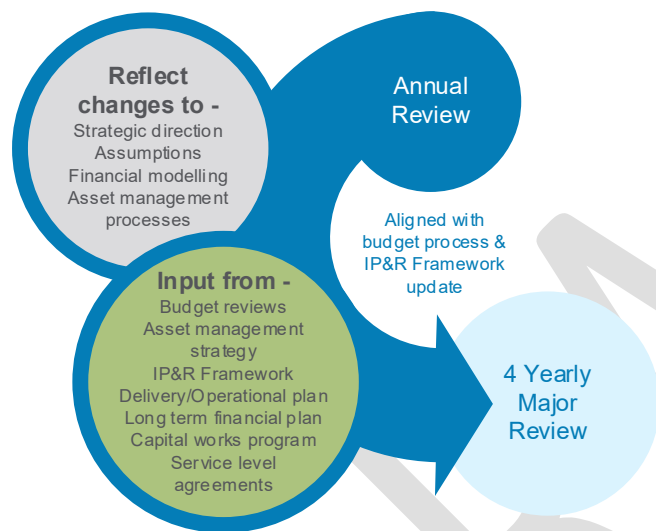 Reflect
changes to -
Strategic direction
Assumptions
Financial modelling
Asset management
processes
Annual
Review
Aligned with
budget process &
IP&R Framework
update
Input from -
Budget reviews
Asset management
strategy
IP&R Framework
Delivery/Operational plan
Long term financial plan
Capital works program
Service level
agreements
4 Yearly
Major
Review